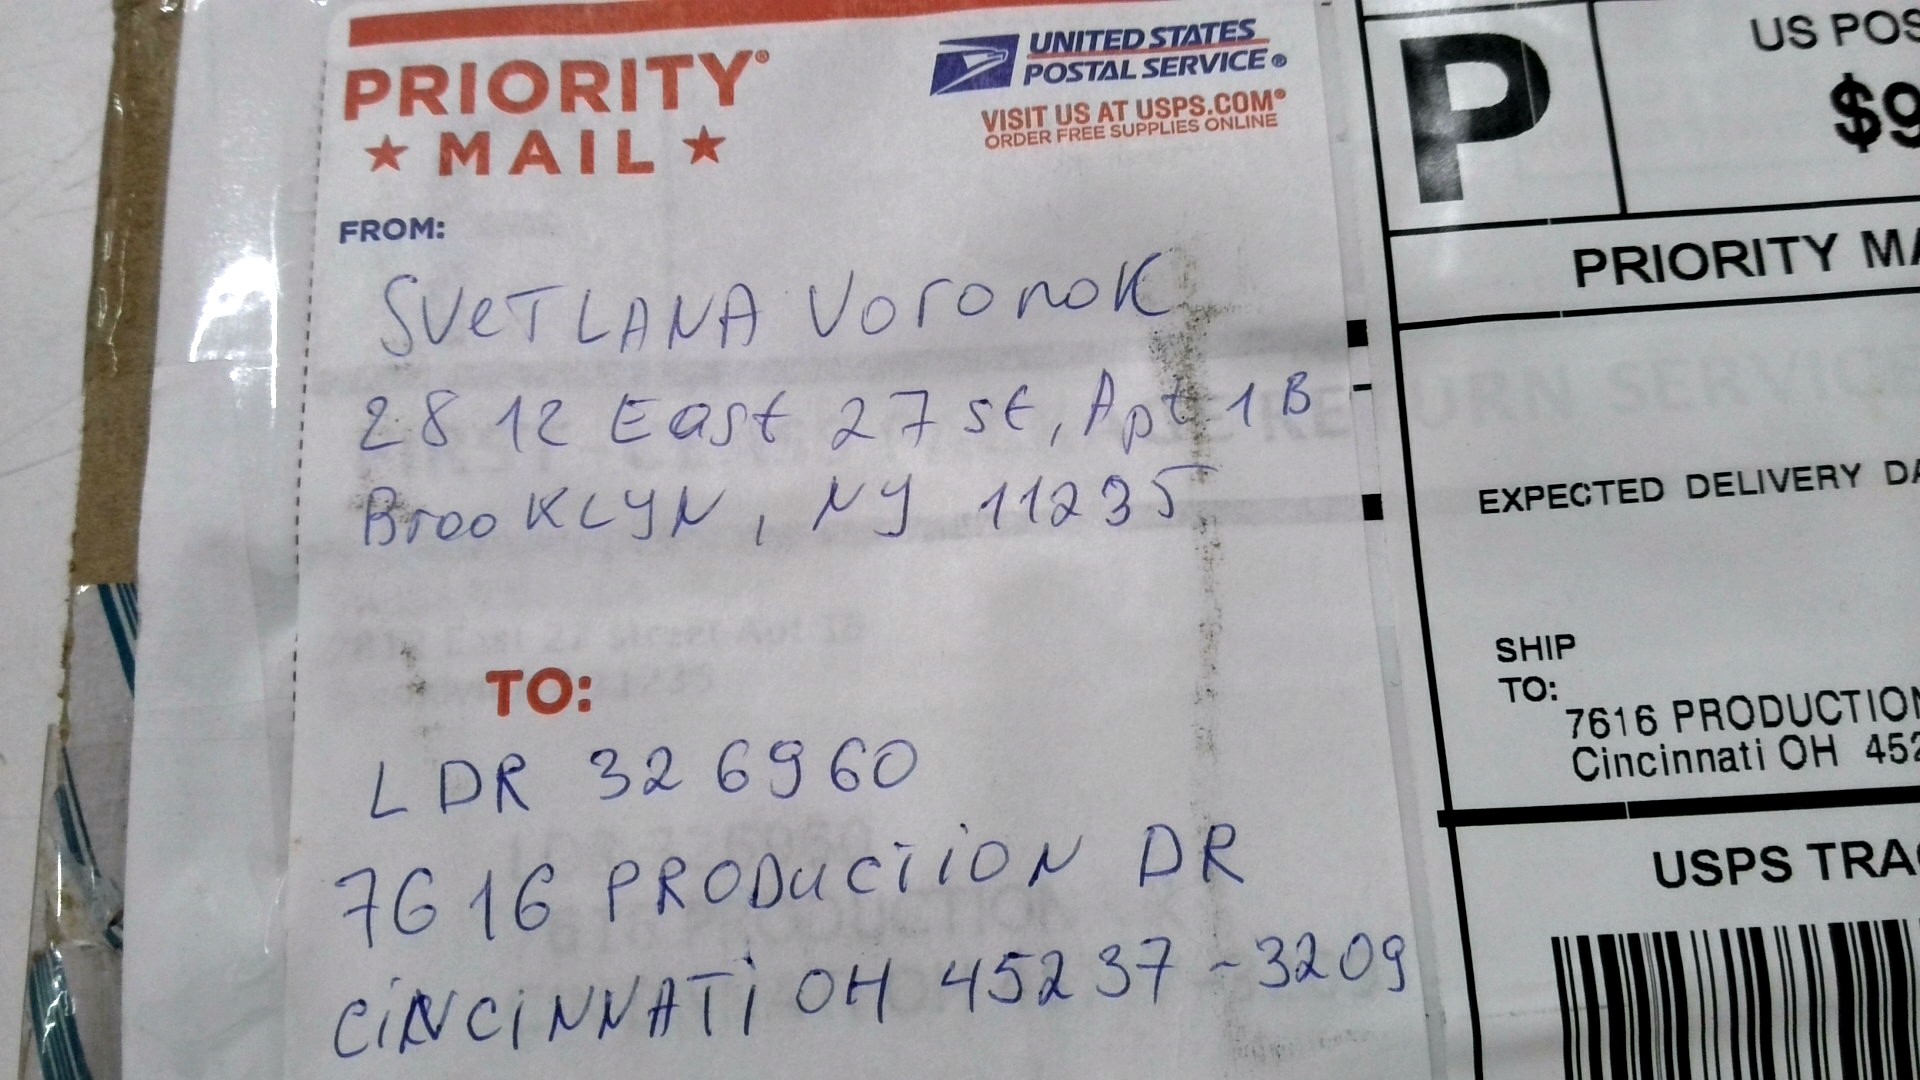 PRIORITY®
★ MAIL ★
UNITED STATES
POSTAL SERVICE®
VISIT US AT USPS.COM®
ORDER FREE SUPPLIES ONLINE
FROM:
SVeTLANA VoronoK
2812 East 27 st, Apt 1B
BrooKLYN, NY 11235
TO:
LDR 326960
7616 PRODuCTiON DR
CiNCiNNATi OH 45237-3209
P
US POS
$9
PRIORITY MA
EXPECTED DELIVERY DA
SHIP
TO:
7616 PRODUCTION
Cincinnati OH 452
USPS TRAC